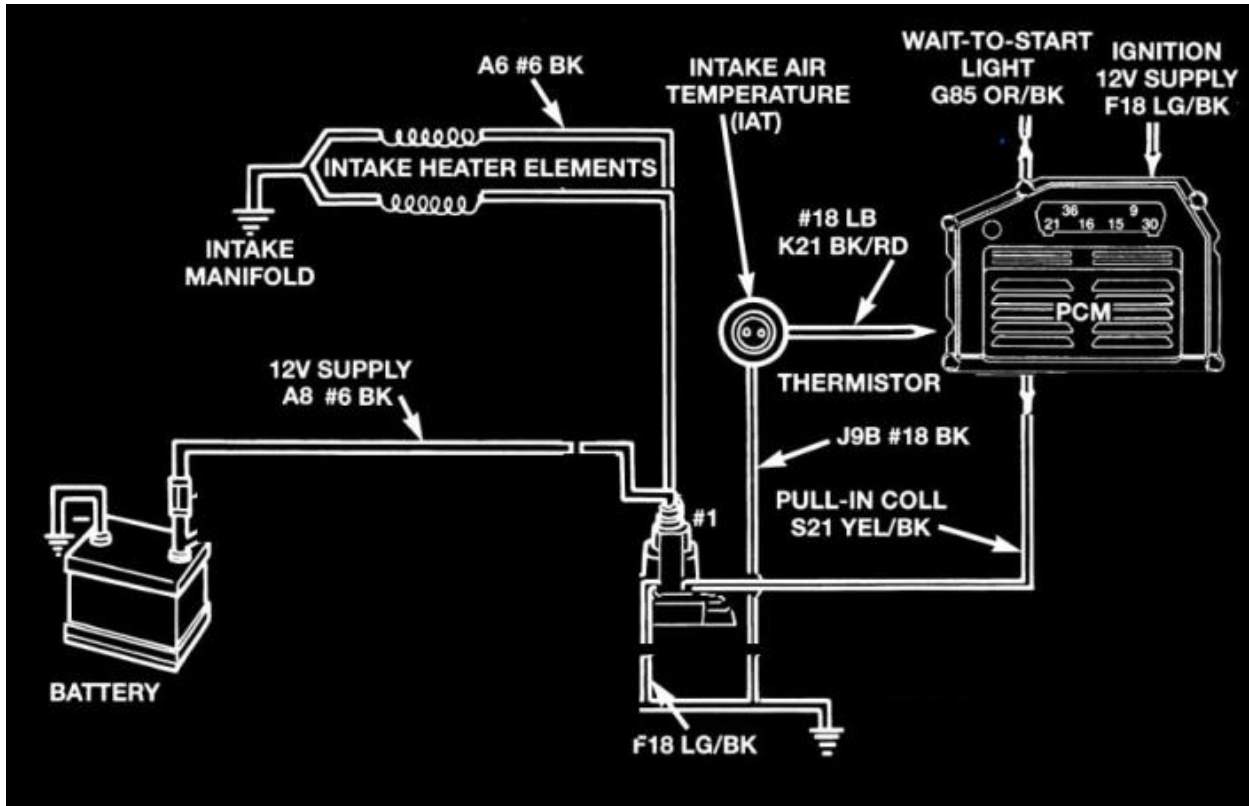 A6 #6 BK
INTAKE AIR
TEMPERATURE
(IAT)
WAIT-TO-START
LIGHT
G85 OR/BK
IGNITION
12V SUPPLY
F18 LG/BK
INTAKE HEATER ELEMENTS
INTAKE
MANIFOLD
#18 LB
K21 BK/RD
36 9
21 16 15 30
PCM
THERMISTOR
12V SUPPLY
A8 #6 BK
J9B #18 BK
PULL-IN COLL
S21 YEL/BK
#1
BATTERY
F18 LG/BK